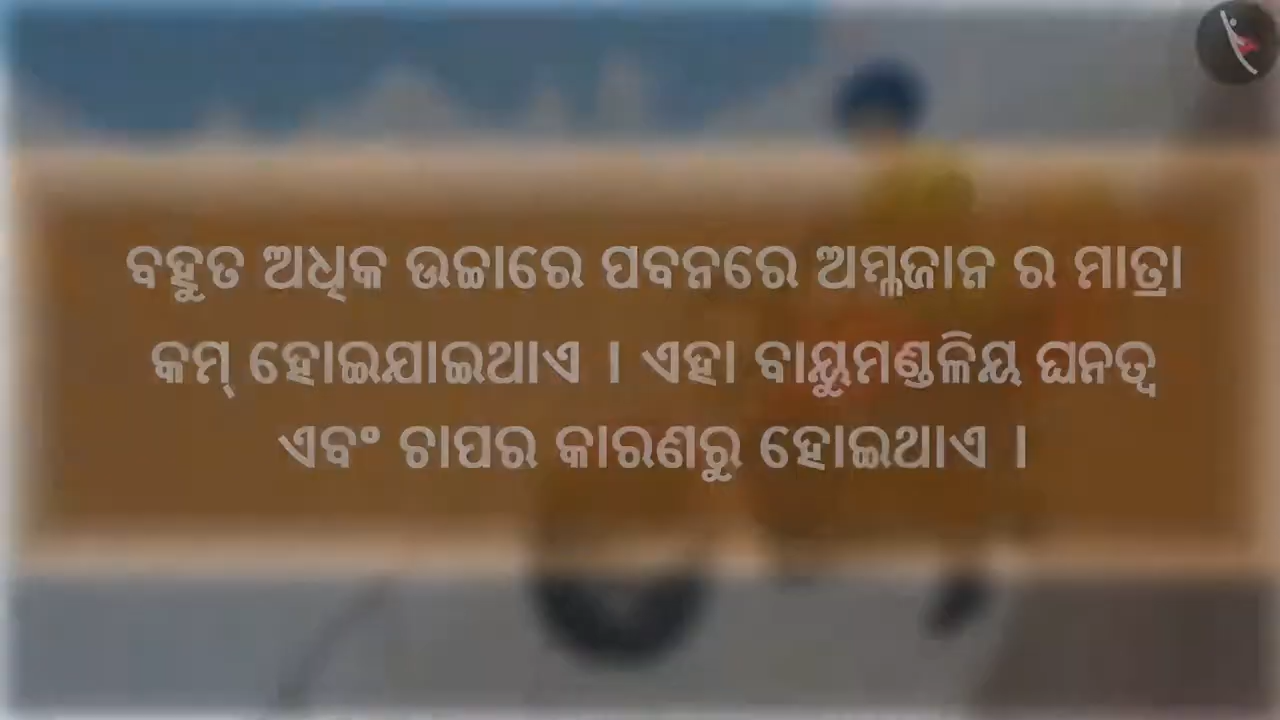 ବହୁତ ଅଧିକ ଉଚ୍ଚାରେ ପବନରେ ଅମ୍ଳଜାନ ର ମାତ୍ରା
କମ୍ ହୋଇଯାଇଥାଏ । ଏହା ବାୟୁମଣ୍ଡଳିୟ ଘନତ୍ୱ
ଏବଂ ଚାପର କାରଣରୁ ହୋଇଥାଏ ।